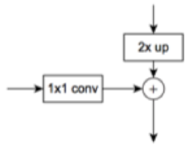 2x up
1x1 conv
+